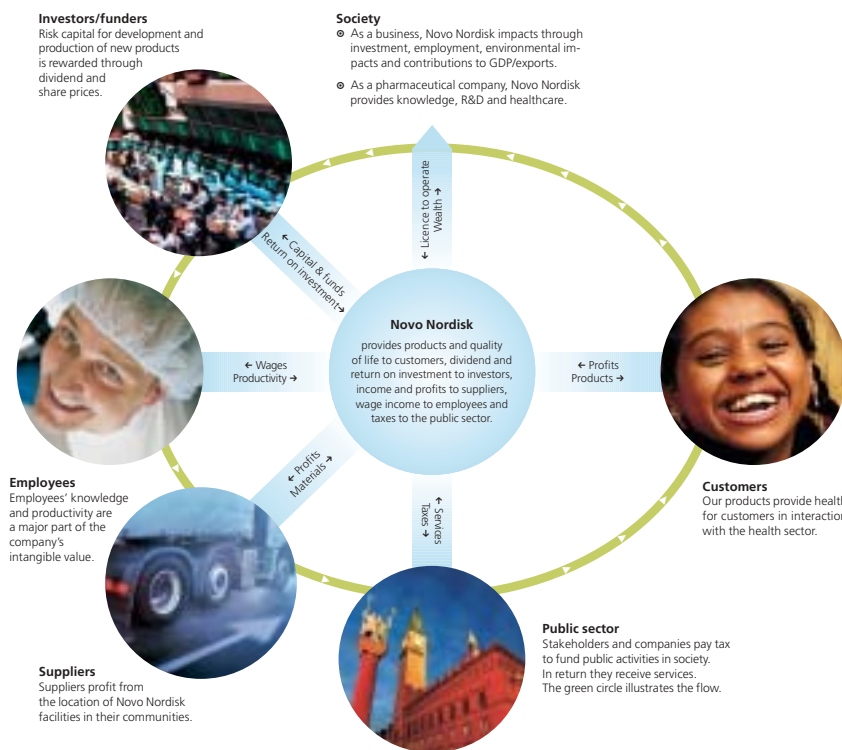 Investors/funders
Risk capital for development and
production of new products
is rewarded through
dividend and
share prices.
Society
As a business, Novo Nordisk impacts through
investment, employment, environmental im-
pacts and contributions to GDP/exports.
As a pharmaceutical company, Novo Nordisk
provides knowledge, R&D and healthcare.
← Licence to operate
Wealth →
← Capital & funds
Return on investment→
Novo Nordisk
provides products and quality
of life to customers, dividend and
return on investment to investors,
income and profits to suppliers,
wage income to employees and
taxes to the public sector.
← Wages
Productivity →
← Profits
Products →
← Profits
Materials →
← Services
Taxes →
Employees
Employees’ knowledge
and productivity are
a major part of the
company’s
intangible value.
Customers
Our products provide health
for customers in interaction
with the health sector.
Suppliers
Suppliers profit from
the location of Novo Nordisk
facilities in their communities.
Public sector
Stakeholders and companies pay tax
to fund public activities in society.
In return they receive services.
The green circle illustrates the flow.